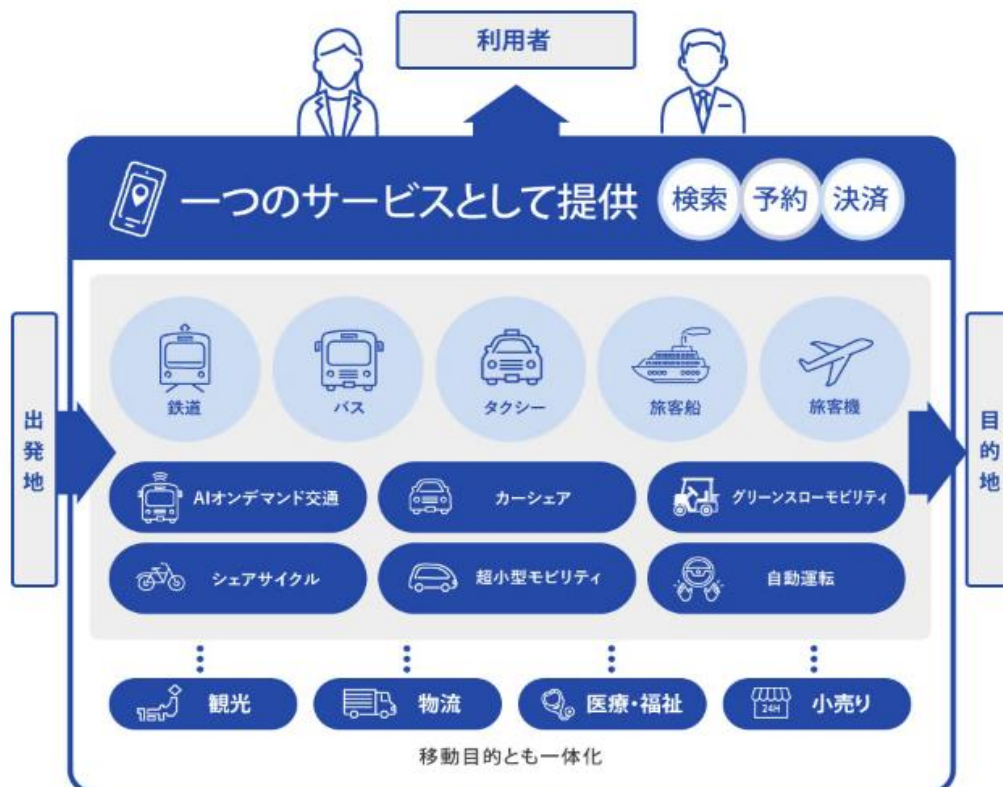 利用者
一つのサービスとして提供
検索
予約
決済
出発地
鉄道
バス
タクシー
旅客船
旅客機
目的地
AIオンデマンド交通
カーシェア
グリーンスローモビリティ
シェアサイクル
超小型モビリティ
自動運転
観光
物流
医療・福祉
24H
小売り
移動目的とも一体化